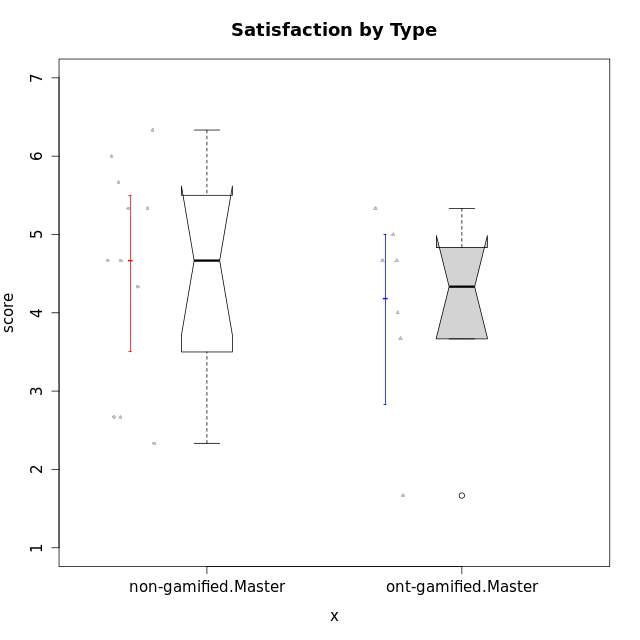 Satisfaction by Type
7
6
5
4
3
2
1
score
non-gamified.Master
ont-gamified.Master
x